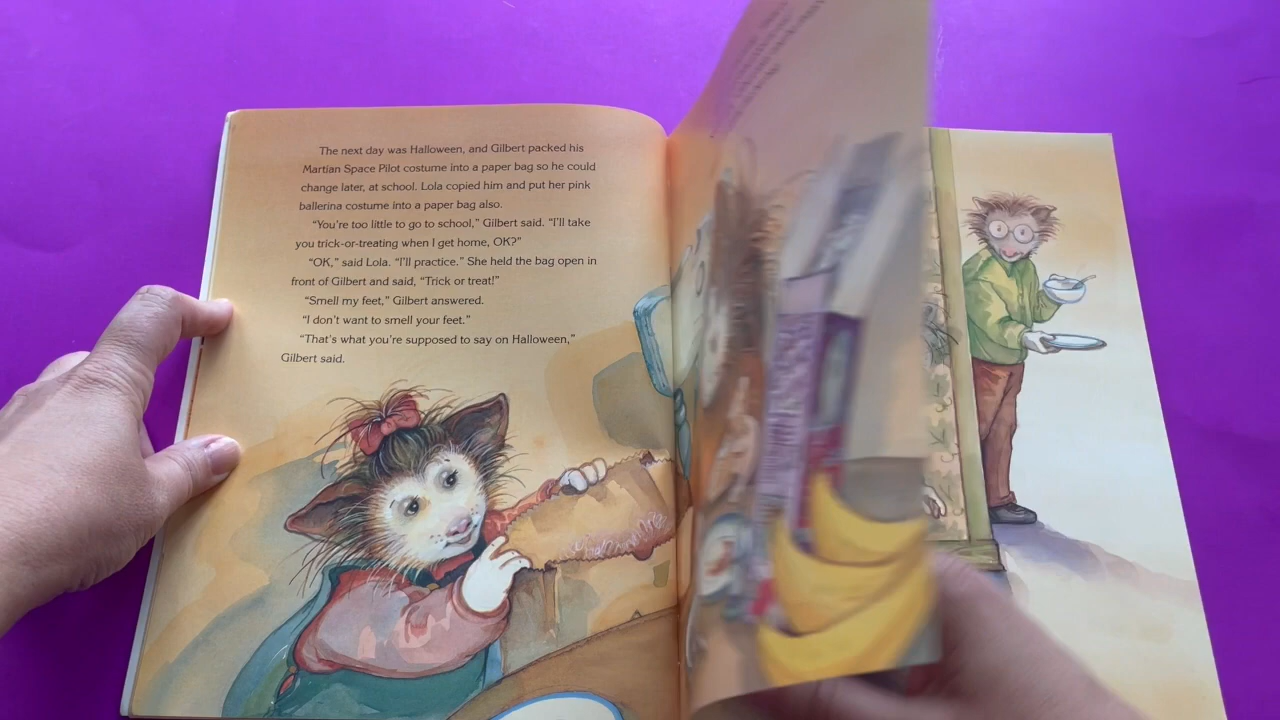 The next day was Halloween, and Gilbert packed his
Martian Space Pilot costume into a paper bag so he could
change later, at school. Lola copied him and put her pink
ballerina costume into a paper bag also.
“You're too little to go to school,” Gilbert said. “I'll take
you trick-or-treating when I get home, OK?”
“OK,” said Lola. “I'll practice.” She held the bag open in
front of Gilbert and said, “Trick or treat!”
“Smell my feet,” Gilbert answered.
“I don't want to smell your feet.”
“That's what you're supposed to say on Halloween,”
Gilbert said.